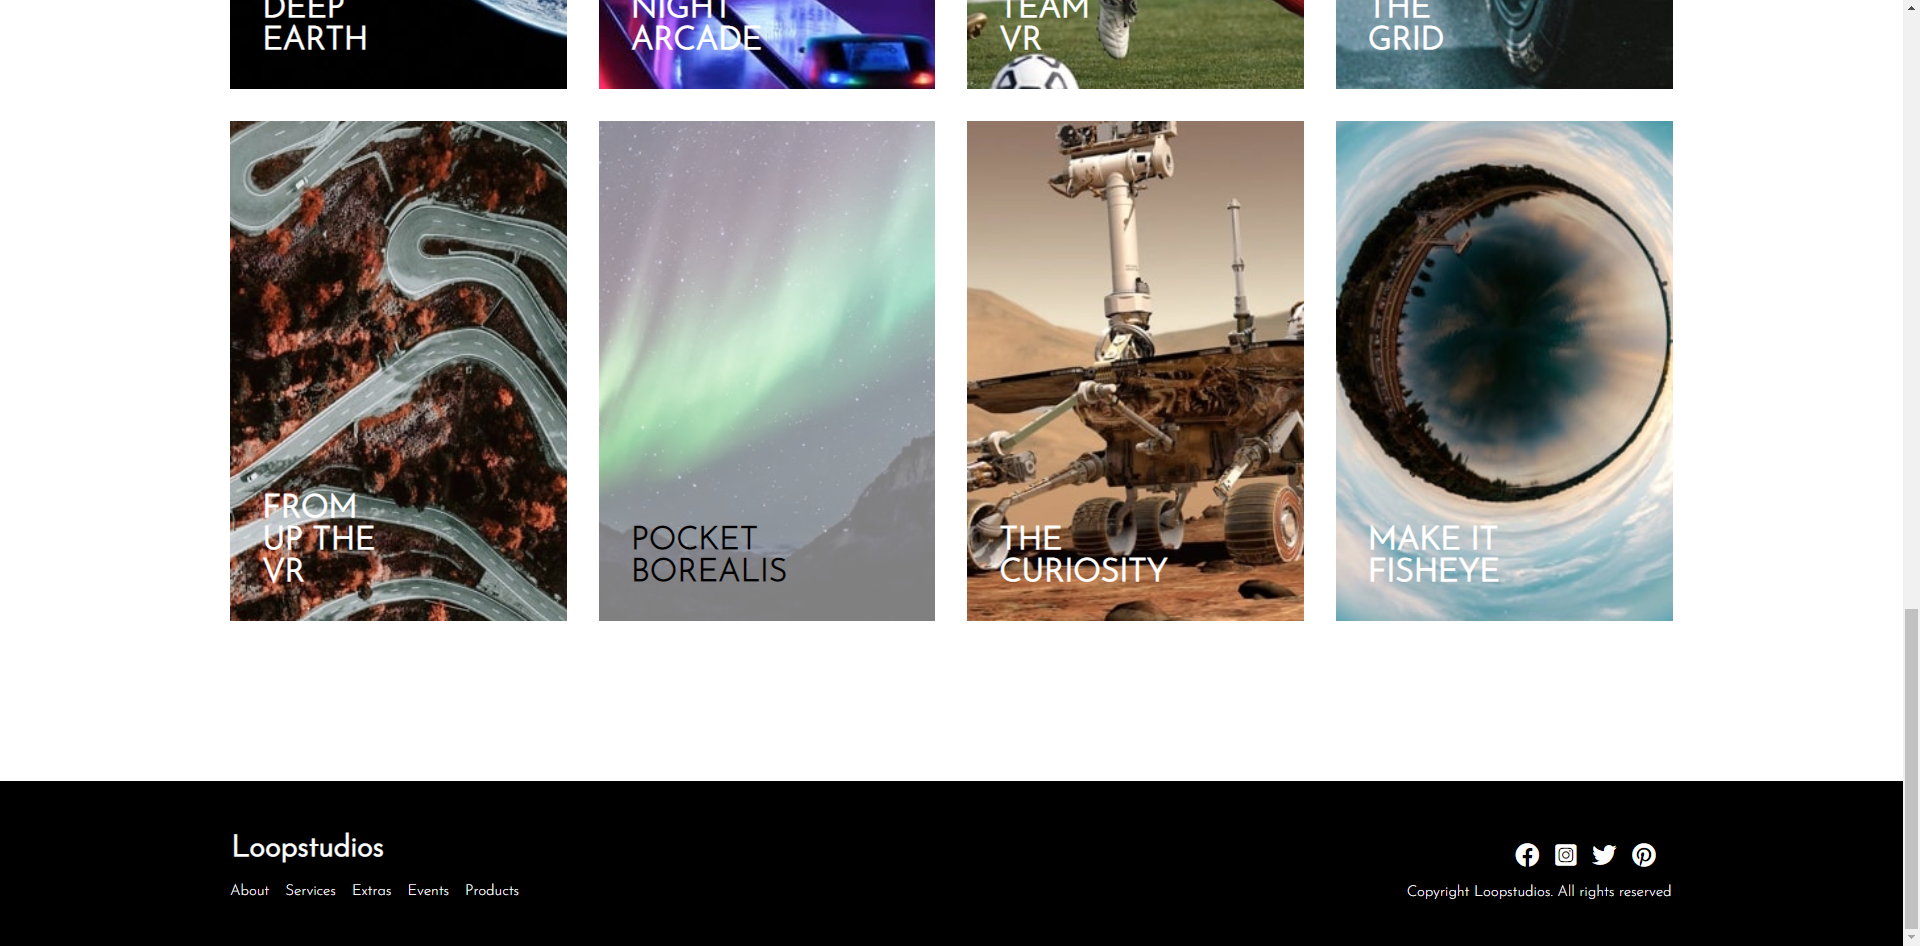 DEEP
EARTH
NIGHT
ARCADE
TEAM
VR
THE
GRID
FROM
UP THE
VR
POCKET
BOREALIS
THE
CURIOSITY
MAKE IT
FISHEYE
Loopstudios
About Services Extras Events Products
Copyright Loopstudios. All rights reserved